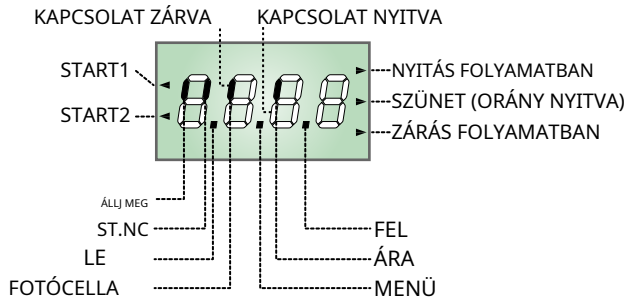 KAPCSOLAT ZÁRVA
KAPCSOLAT NYITVA
START1
START2
NYITÁS FOLYAMATBAN
SZÜNET (ORÁNY NYITVA)
ZÁRÁS FOLYAMATBAN
ÁLLJ MEG
ST.NC
LE
FOTÓCELLA
FEL
ÁRA
MENÜ